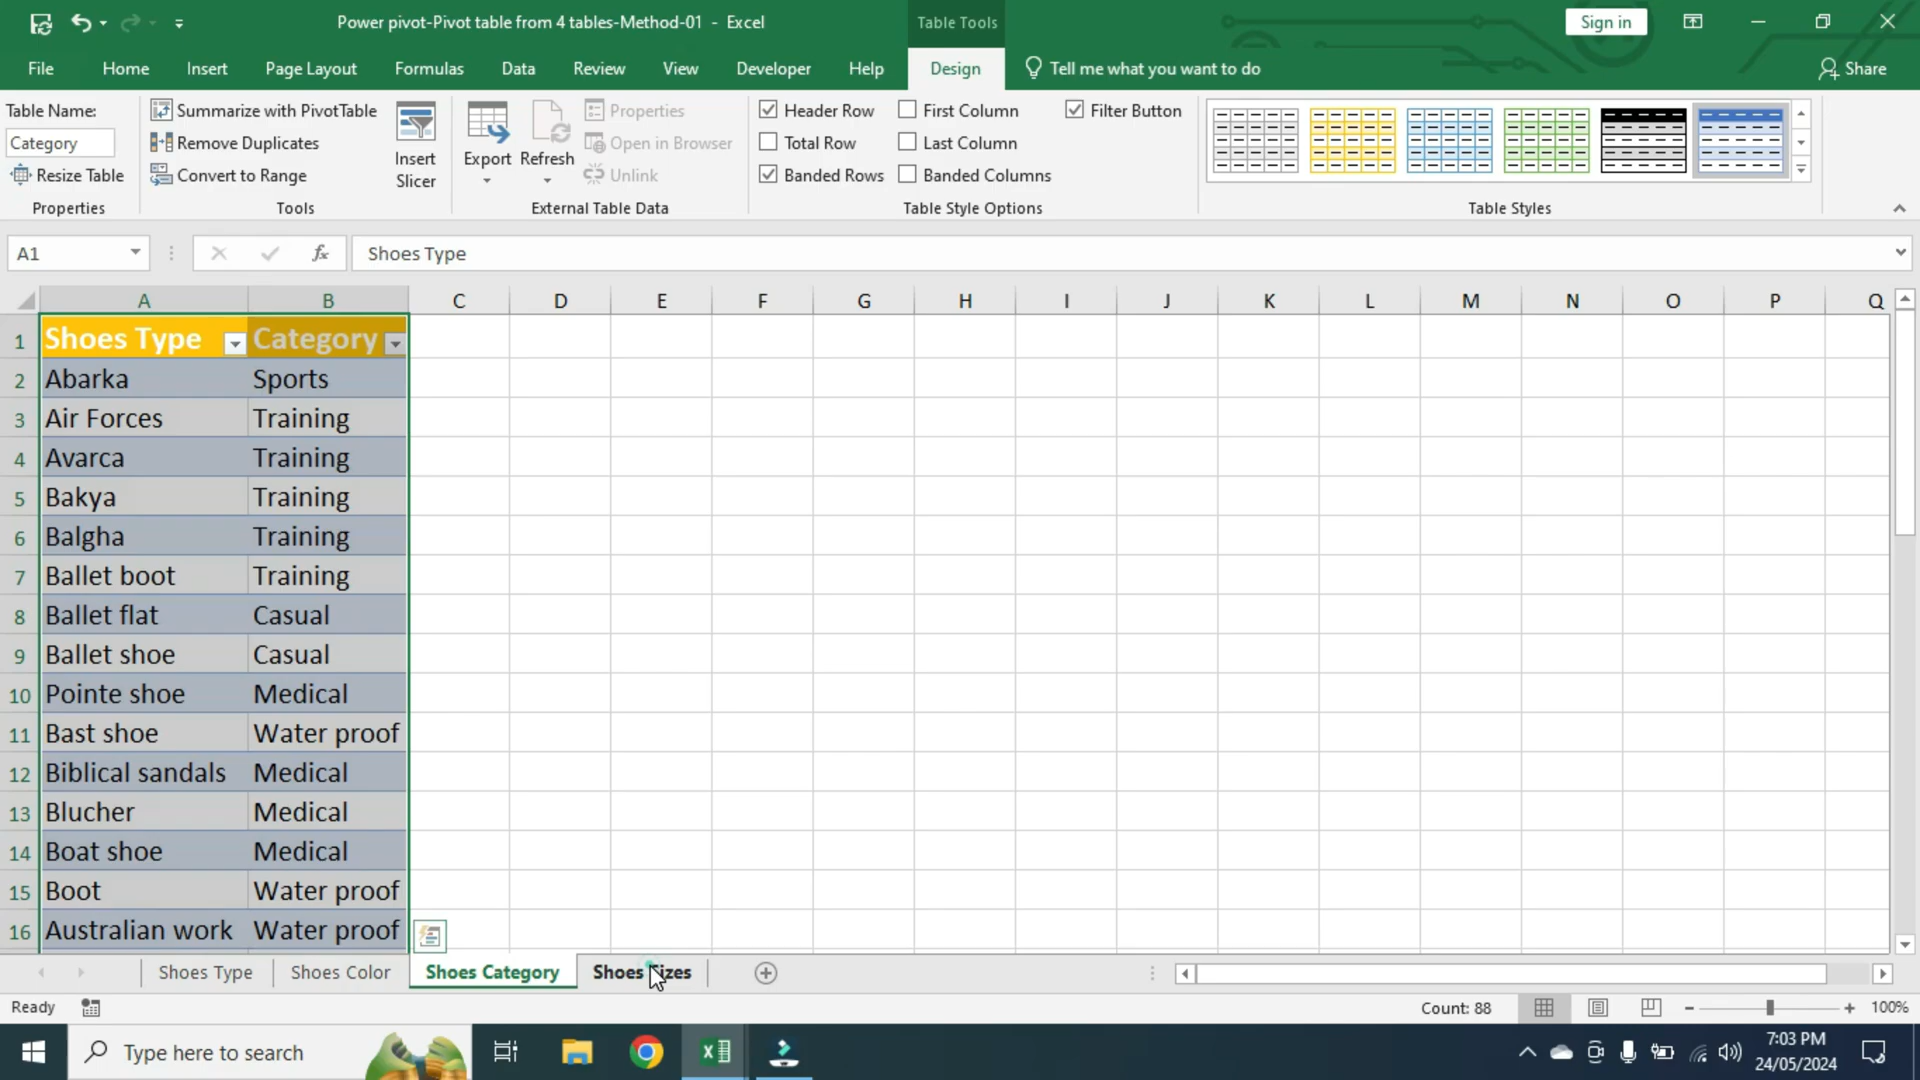 Power pivot-Pivot table from 4 tables-Method-01 - Excel
Table Tools
Sign in
File Home Insert Page Layout Formulas Data Review View Developer Help Design Tell me what you want to do Share
Table Name:
Category
Resize Table
Properties
Summarize with PivotTable
Remove Duplicates
Convert to Range
Tools
Insert
Slicer
Export
Refresh
Properties
Open in Browser
Unlink
External Table Data
Header Row First Column Filter Button
Total Row Last Column
Banded Rows Banded Columns
Table Style Options
Table Styles
A1 fx Shoes Type
A B C D E F G H I J K L M N O P Q
1 Shoes Type Category
2 Abarka Sports
3 Air Forces Training
4 Avarca Training
5 Bakya Training
6 Balgha Training
7 Ballet boot Training
8 Ballet flat Casual
9 Ballet shoe Casual
10 Pointe shoe Medical
11 Bast shoe Water proof
12 Biblical sandals Medical
13 Blucher Medical
14 Boat shoe Medical
15 Boot Water proof
16 Australian work Water proof
Shoes Type Shoes Color Shoes Category Shoes Sizes
Ready Count: 88 100%
Type here to search
7:03 PM
24/05/2024